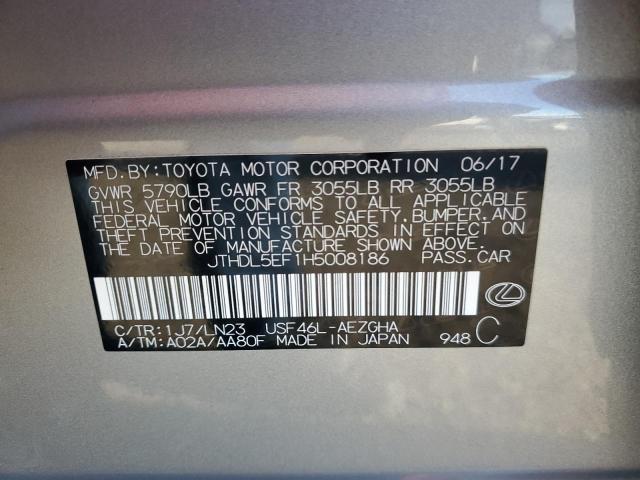 MFD.BY:TOYOTA MOTOR CORPORATION 06/17
GVWR 5790LB GAWR FR 3055LB RR 3055LB
THIS VEHICLE CONFORMS TO ALL APPLICABLE
FEDERAL MOTOR VEHICLE SAFETY.BUMPER,AND
THEFT PREVENTION STANDARDS IN EFFECT ON
THE DATE OF MANUFACTURE SHOWN ABOVE.
JTHDL5EF1H5008186 PASS.CAR
C/TR:1J7/LN23 USF46L-AEZGHA
A/TM:A02A/AA80F MADE IN JAPAN 948 C